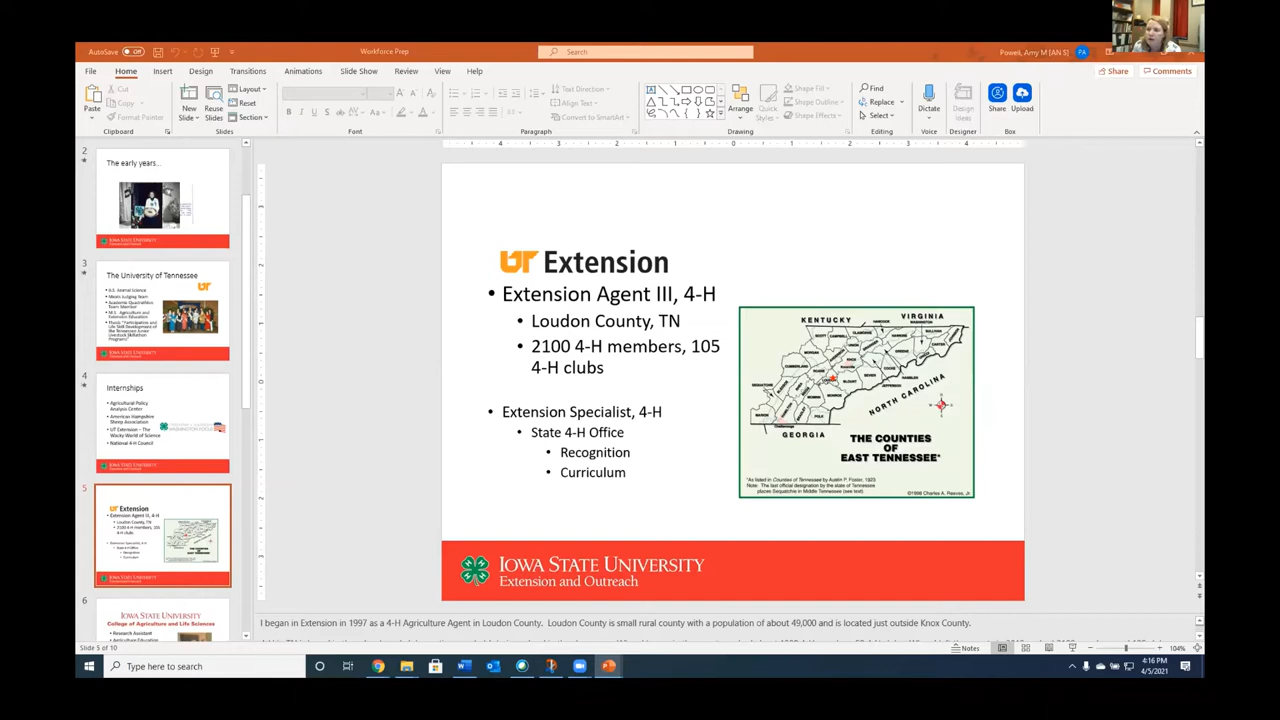 AutoSave
Off
Workforce Prep
Search
Powell, Amy M [AN S]
PA
File
Home
Insert
Design
Transitions
Animations
Slide Show
Review
View
Help
Share
Comments
Paste
Cut
Copy
Format Painter
Clipboard
New
Slide
Reuse
Slides
Layout
Reset
Section
Slides
Font
Text Direction
Align Text
Convert to SmartArt
Paragraph
Arrange
Quick
Styles
Shape Fill
Shape Outline
Shape Effects
Drawing
Find
Replace
Select
Editing
Dictate
Voice
Design
Ideas
Designer
Share
Upload
Box
2
The early years...
IOWA STATE UNIVERSITY
3
The University of Tennessee
B.S. Animal Science
Meats Judging Team
Academic Quadrathlon
Team Member
M.S. Agriculture and
Extension Education
IOWA STATE UNIVERSITY
4
Internships
Agricultural Policy
Analysis Center
American Hampshire
Sheep Association
UT Extension – The
Wacky World of Science
National 4-H Council
IOWA STATE UNIVERSITY
5
UT Extension
Extension Agent III, 4-H
Loudon County, TN
2100 4-H members, 105
4-H clubs
Extension Specialist, 4-H
State 4-H Office
Recognition
Curriculum
IOWA STATE UNIVERSITY
6
IOWA STATE UNIVERSITY
College of Agriculture and Life Sciences
Research Assistant
Agriculture Education
UT Extension
• Extension Agent III, 4-H
• Loudon County, TN
• 2100 4-H members, 105
4-H clubs
• Extension Specialist, 4-H
• State 4-H Office
• Recognition
• Curriculum
KENTUCKY
VIRGINIA
NORTH CAROLINA
GEORGIA
THE COUNTIES
OF
EAST TENNESSEE*
*As listed in Counties of Tennessee by Austin P. Foster, 1923
Note: The last official designation by the state of Tennessee
places Sequatchie in Middle Tennessee (see text)
©1998 Charles A. Reeves, Jr.
IOWA STATE UNIVERSITY
Extension and Outreach
I began in Extension in 1997 as a 4-H Agriculture Agent in Loudon County. Loudon County is small rural county with a population of about 49,000 and is located just outside Knox County.
Slide 5 of 10
Notes
104%
Type here to search
4:16 PM
4/5/2021